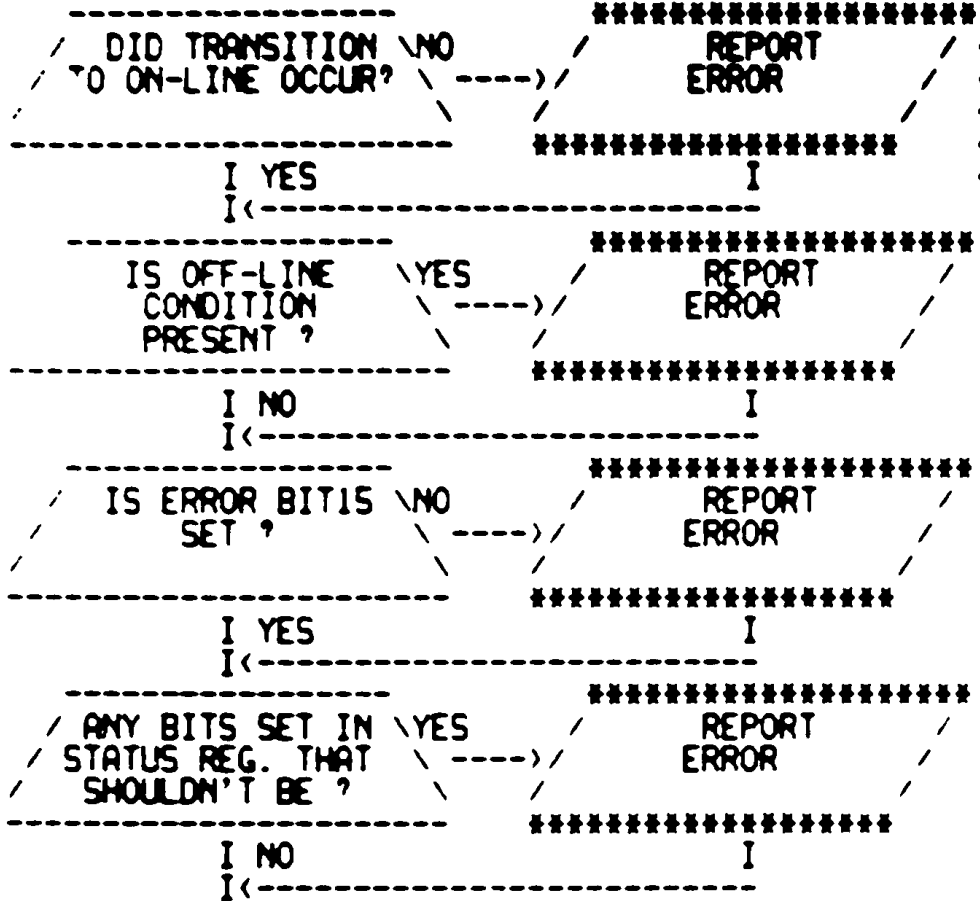 DID TRANSITION \NO REPORT
TO ON-LINE OCCUR? ----> ERROR
I YES I
I<---------------------------
IS OFF-LINE \YES REPORT
CONDITION ----> ERROR
PRESENT ?
I NO I
I<---------------------------
IS ERROR BIT15 \NO REPORT
SET ? ----> ERROR
I YES I
I<---------------------------
ANY BITS SET IN \YES REPORT
STATUS REG. THAT ----> ERROR
SHOULDN'T BE ?
I NO I
I<---------------------------